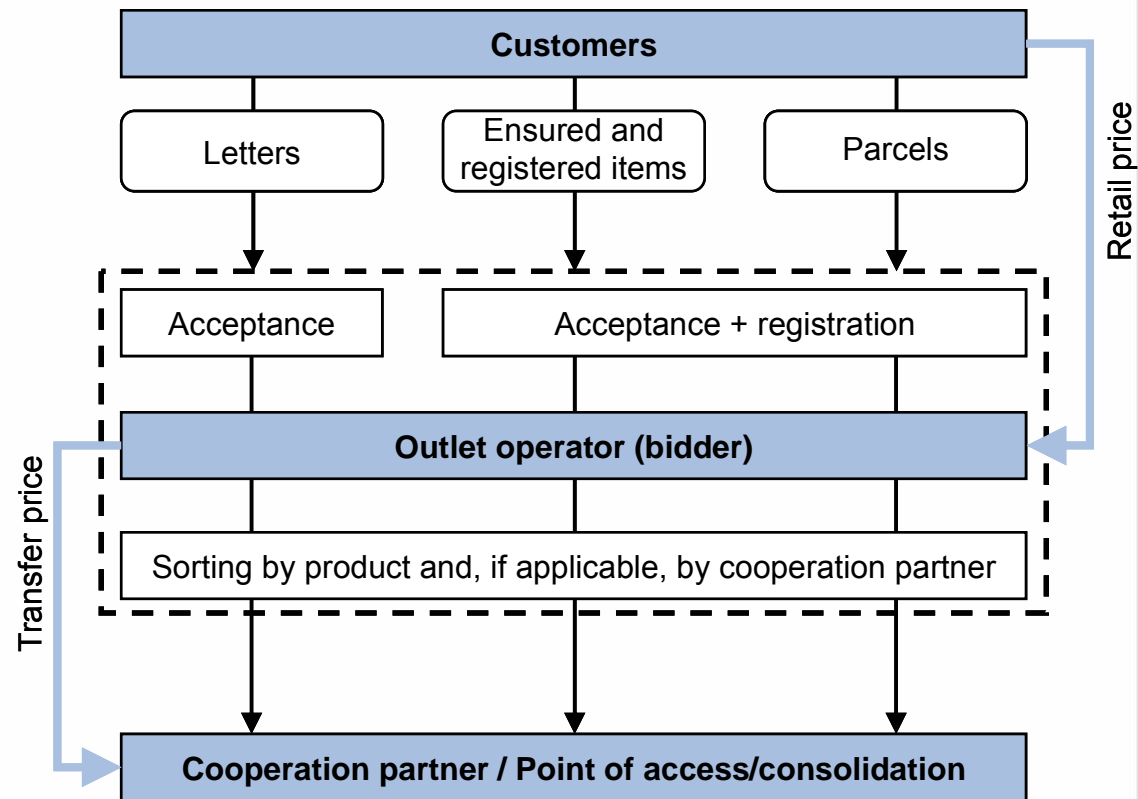 Customers
Letters
Ensured and
registered items
Parcels
Retail price
Acceptance
Acceptance + registration
Outlet operator (bidder)
Transfer price
Sorting by product and, if applicable, by cooperation partner
Cooperation partner / Point of access/consolidation